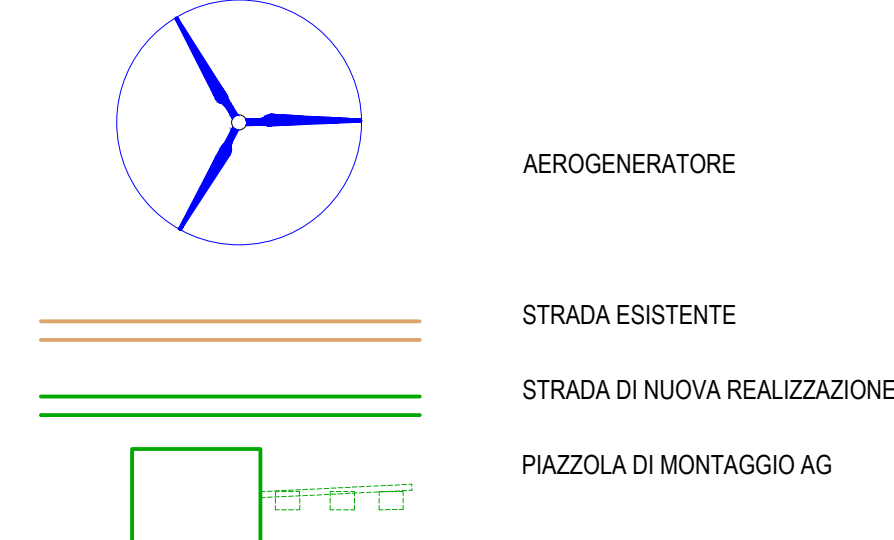 AEROGENERATORE
STRADA ESISTENTE
STRADA DI NUOVA REALIZZAZIONE
PIAZZOLA DI MONTAGGIO AG